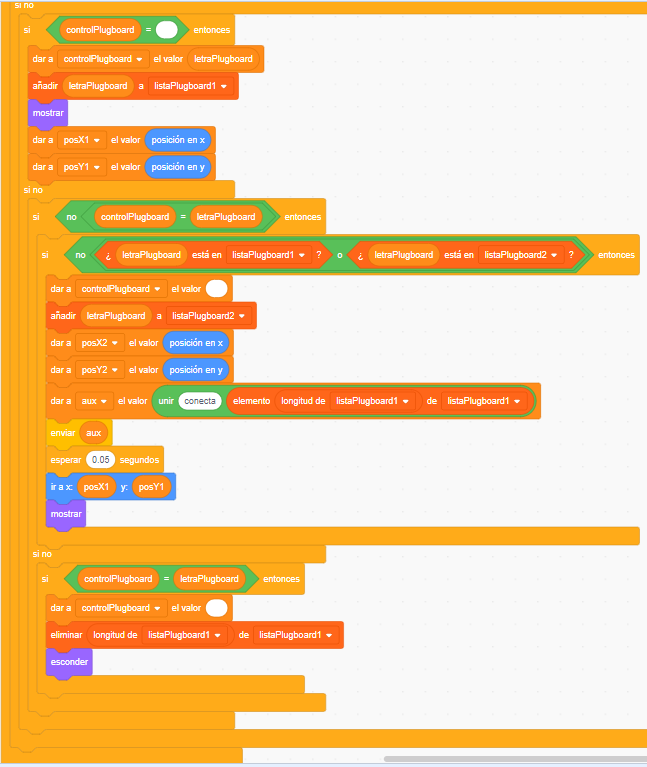 si no
si controlPlugboard = entonces
dar a controlPlugboard el valor letraPlugboard
añadir letraPlugboard a listaPlugboard1
mostrar
dar a posX1 el valor posición en x
dar a posY1 el valor posición en y
si no
si no controlPlugboard = letraPlugboard entonces
si no ¿ letraPlugboard está en listaPlugboard1 ? o ¿ letraPlugboard está en listaPlugboard2 ? entonces
dar a controlPlugboard el valor
añadir letraPlugboard a listaPlugboard2
dar a posX2 el valor posición en x
dar a posY2 el valor posición en y
dar a aux el valor unir conecta elemento longitud de listaPlugboard1 de listaPlugboard1
enviar aux
esperar 0.05 segundos
ir a x: posX1 y: posY1
mostrar
si no
si controlPlugboard = letraPlugboard entonces
dar a controlPlugboard el valor
eliminar longitud de listaPlugboard1 de listaPlugboard1
esconder